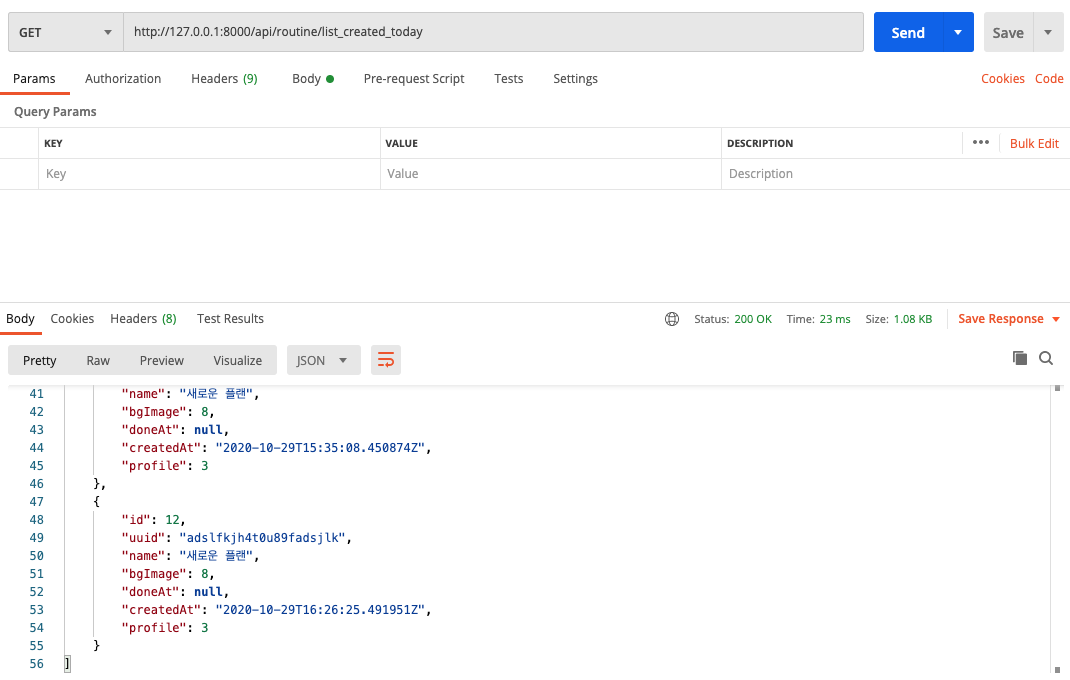 GET http://127.0.0.1:8000/api/routine/list_created_today Send Save
Params Authorization Headers (9) Body Pre-request Script Tests Settings Cookies Code
Query Params
KEY VALUE DESCRIPTION ••• Bulk Edit
Key Value Description
Body Cookies Headers (8) Test Results Status: 200 OK Time: 23 ms Size: 1.08 KB Save Response
Pretty Raw Preview Visualize JSON
41 "name": "새로운 플랜",
42 "bgImage": 8,
43 "doneAt": null,
44 "createdAt": "2020-10-29T15:35:08.450874Z",
45 "profile": 3
46 },
47 {
48 "id": 12,
49 "uuid": "adslfkjh4t0u89fadsjlk",
50 "name": "새로운 플랜",
51 "bgImage": 8,
52 "doneAt": null,
53 "createdAt": "2020-10-29T16:26:25.491951Z",
54 "profile": 3
55 }
56 ]